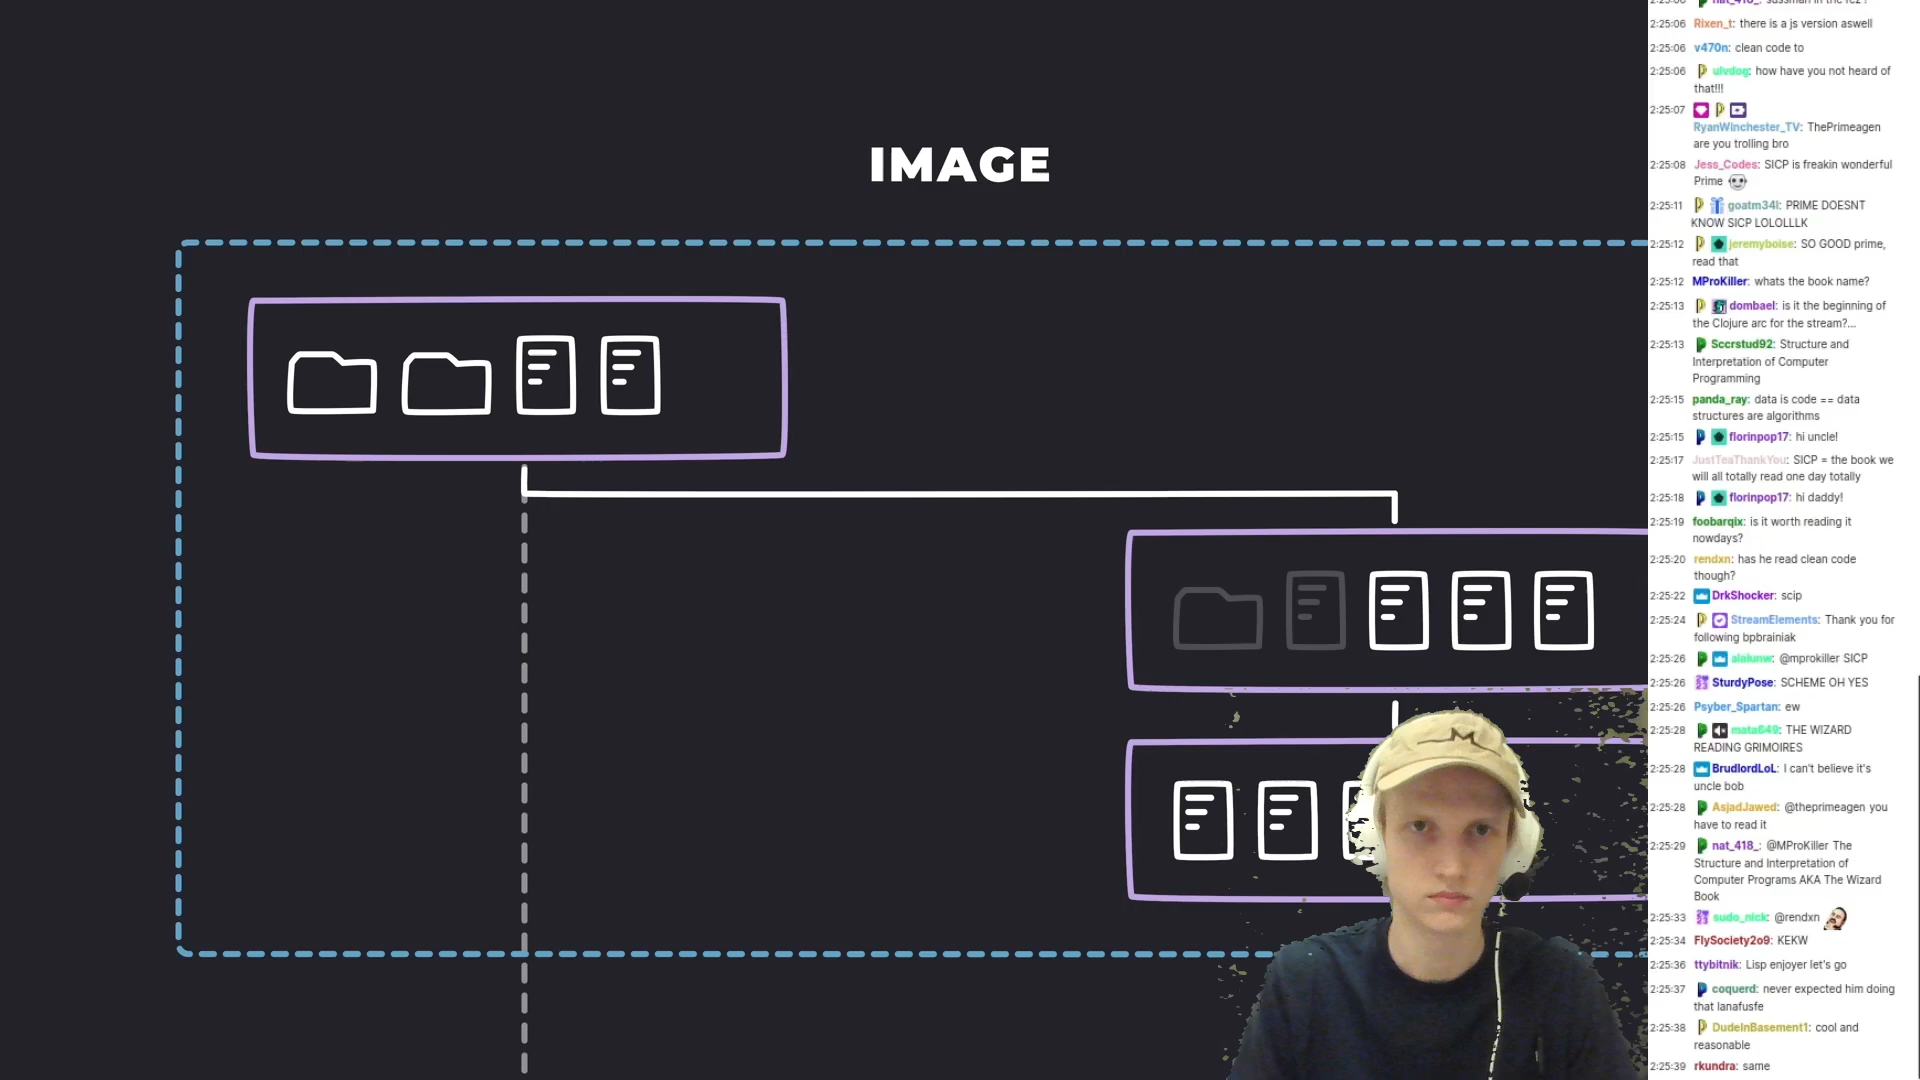 IMAGE
2:25:06 Rixen_t: there is a js version aswell
2:25:06 v470n: clean code to
2:25:06 ulvdog: how have you not heard of
that!!!
2:25:07
RyanWinchester_TV: ThePrimeagen
are you trolling bro
2:25:08 Jess_Codes: SICP is freakin wonderful
Prime
2:25:11 goatm34l: PRIME DOESNT
KNOW SICP LOLOLLLK
2:25:12 jeremyboise: SO GOOD prime,
read that
2:25:12 MProKiller: whats the book name?
2:25:13 dombael: is it the beginning of
the Clojure arc for the stream?...
2:25:13 Sccrstud92: Structure and
Interpretation of Computer
Programming
2:25:15 panda_ray: data is code == data
structures are algorithms
2:25:15 florinpop17: hi uncle!
2:25:17 JustTeaThankYou: SICP = the book we
will all totally read one day totally
2:25:18 florinpop17: hi daddy!
2:25:19 foobarqix: is it worth reading it
nowdays?
2:25:20 rendxn: has he read clean code
though?
2:25:22 DrkShocker: scip
2:25:24 StreamElements: Thank you for
following bpbrainiak
2:25:26 alalunw: @mprokiller SICP
2:25:26 SturdyPose: SCHEME OH YES
2:25:26 Psyber_Spartan: ew
2:25:28 mata649: THE WIZARD
READING GRIMOIRES
2:25:28 BrudlordLoL: I can't believe it's
uncle bob
2:25:28 AsjadJawed: @theprimeagen you
have to read it
2:25:29 nat_418_: @MProKiller The
Structure and Interpretation of
Computer Programs AKA The Wizard
Book
2:25:33 sudo_nick: @rendxn
2:25:34 FlySociety2o9: KEKW
2:25:36 ttybitnik: Lisp enjoyer let's go
2:25:37 coquerd: never expected him doing
that lanafusfe
2:25:38 DudeInBasement1: cool and
reasonable
2:25:39 rkundra: same